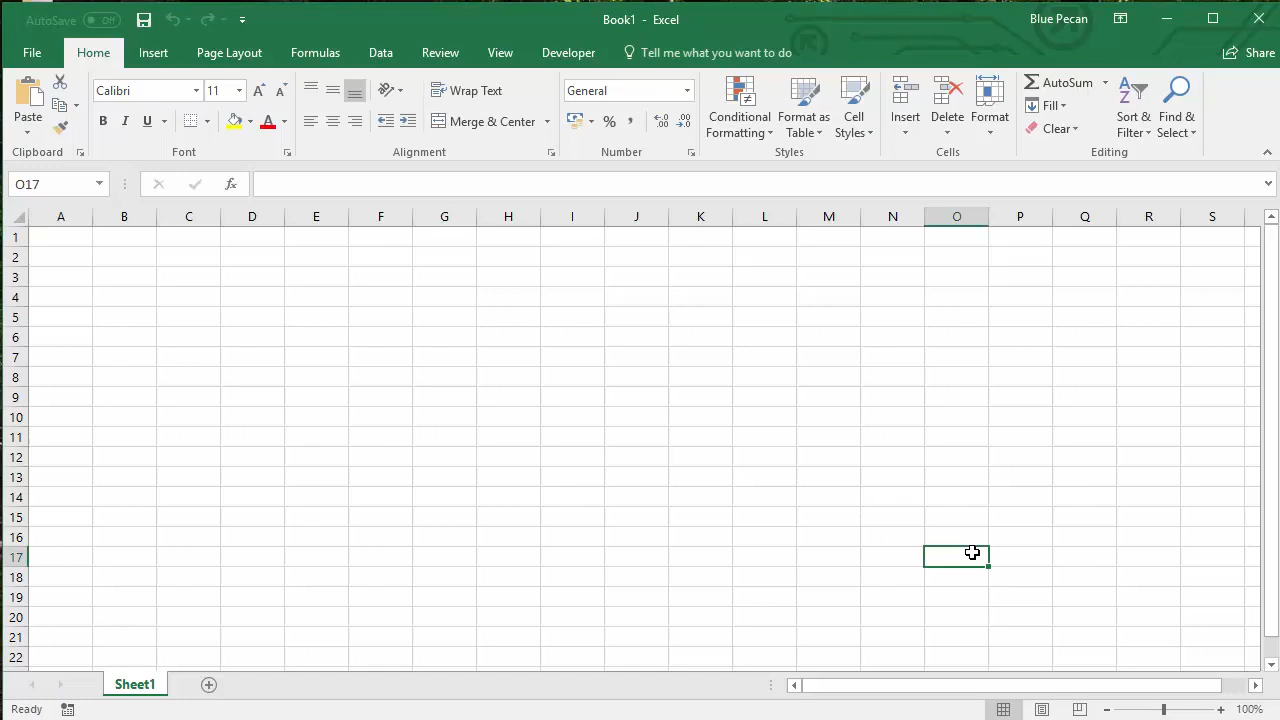 AutoSave Off Book1 - Excel Blue Pecan
File Home Insert Page Layout Formulas Data Review View Developer Tell me what you want to do Share
Calibri 11 Wrap Text General AutoSum
Fill
Paste B I U Merge & Center % , Conditional Formatting Format as Table Cell Styles Insert Delete Format Clear Sort & Filter Find & Select
Clipboard Font Alignment Number Styles Cells Editing
O17 fx
A B C D E F G H I J K L M N O P Q R S
1
2
3
4
5
6
7
8
9
10
11
12
13
14
15
16
17
18
19
20
21
22
Sheet1
Ready 100%